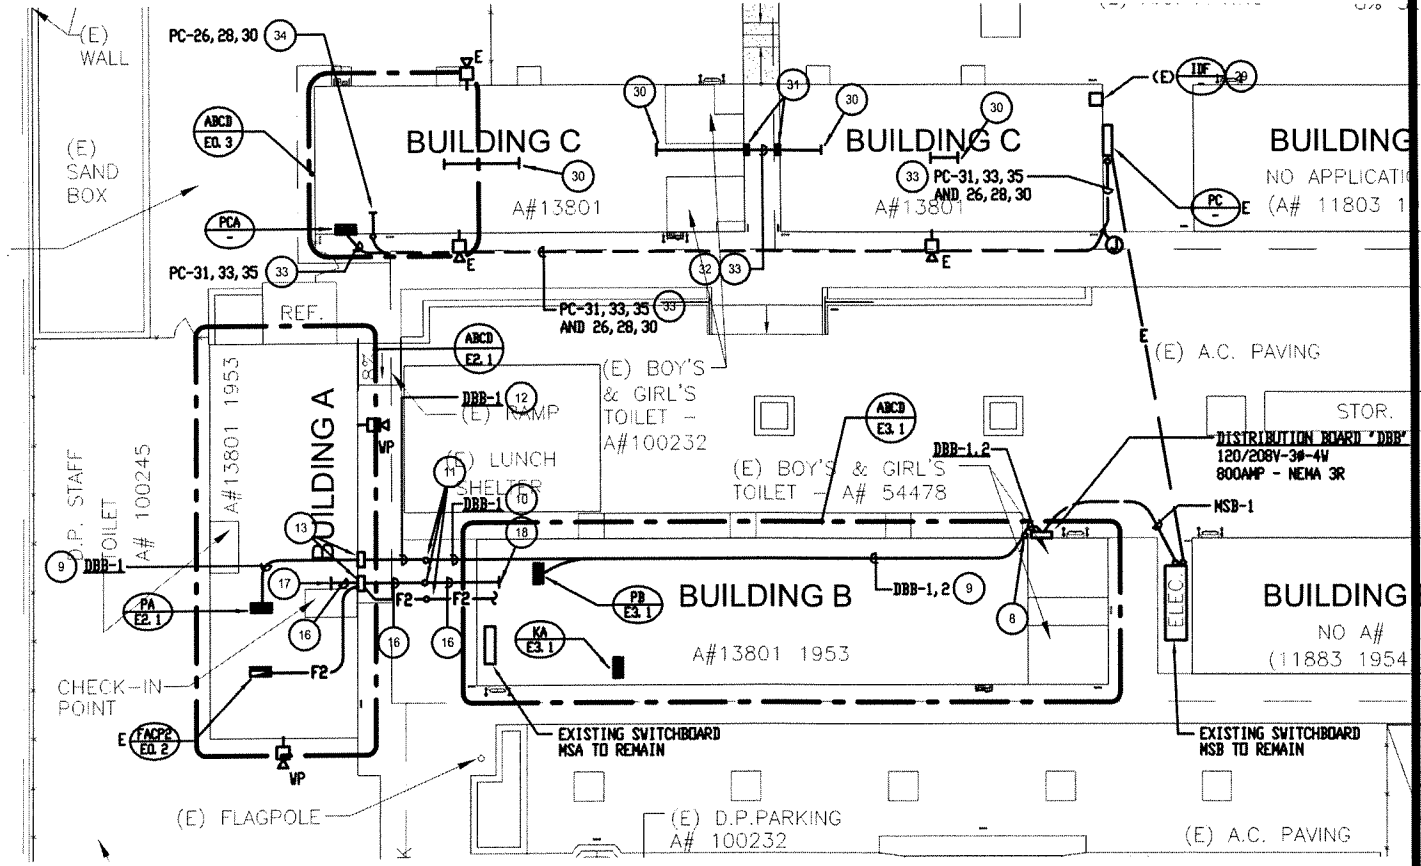 (E)
WALL
PC-26, 28, 30 34
E
ABCD
E0.3
(E)
SAND
BOX
BUILDING C
30
A#13801
30
31
30
BUILDING C
30
33 PC-31, 33, 35
AND 26, 28, 30
A#13801
(E) IDF 29
BUILDING
NO APPLICATI
(A# 11803 1
PC
-
E
PCA
-
PC-31, 33, 35 33
E
E
J
32 33
PC-31, 33, 35 33
AND 26, 28, 30
REF.
ABCD
E2.1
8%
(E) BOY'S
& GIRL'S
TOILET -
A#100232
E
(E) A.C. PAVING
DBB-1 12
(E) RAMP
ABCD
E3.1
STOR.
DISTRIBUTION BOARD "DBB"
120/208V-3ø-4W
800AMP - NEMA 3R
DBB-1,2
WP
BUILDING A
A#13801 1953
D.P. STAFF
TOILET
A# 100245
11
(E) LUNCH
SHELTER
DBB-1 10
(E) BOY'S & GIRL'S
TOILET - A# 54478
MSB-1
13
18
9 DBB-1
17
F2
F2
PA
E2.1
16
16
16
PB
E3.1
BUILDING B
DBB-1, 2 9
8
ELEC.
BUILDING
NO A#
(11883 1954
KA
E3.1
A#13801 1953
F2
CHECK-IN
POINT
E FACP2
E0.2
WP
EXISTING SWITCHBOARD
MSA TO REMAIN
EXISTING SWITCHBOARD
MSB TO REMAIN
(E) FLAGPOLE
(E) D.P.PARKING
A# 100232
(E) A.C. PAVING